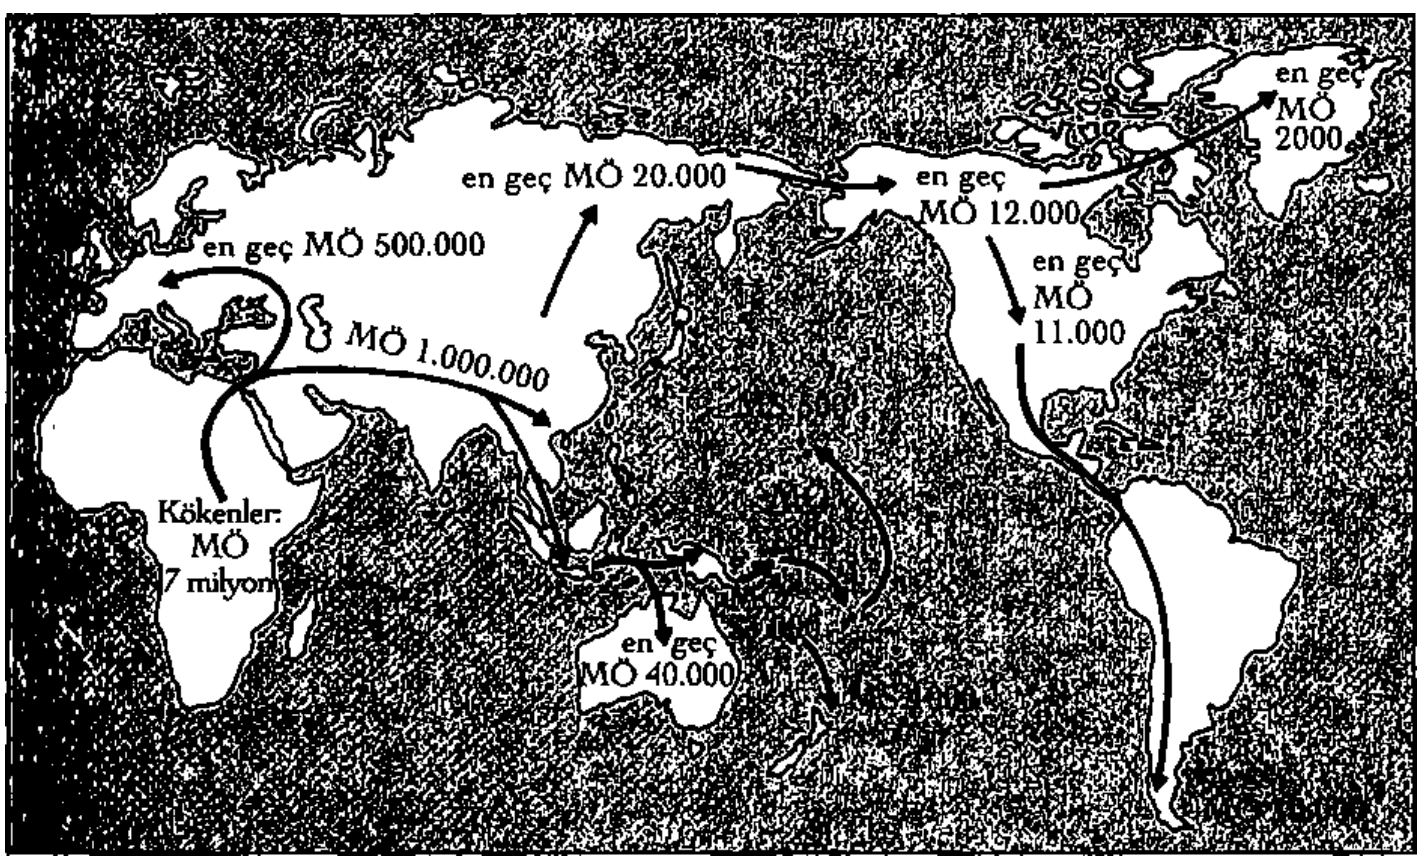 en geç
MÖ
2000
en geç MÖ 20.000
en geç
MÖ 12.000
en geç MÖ 500.000
en geç
MÖ
11.000
MÖ 1.000.000
Kökenler:
MÖ
7 milyon
en geç
MÖ 40.000